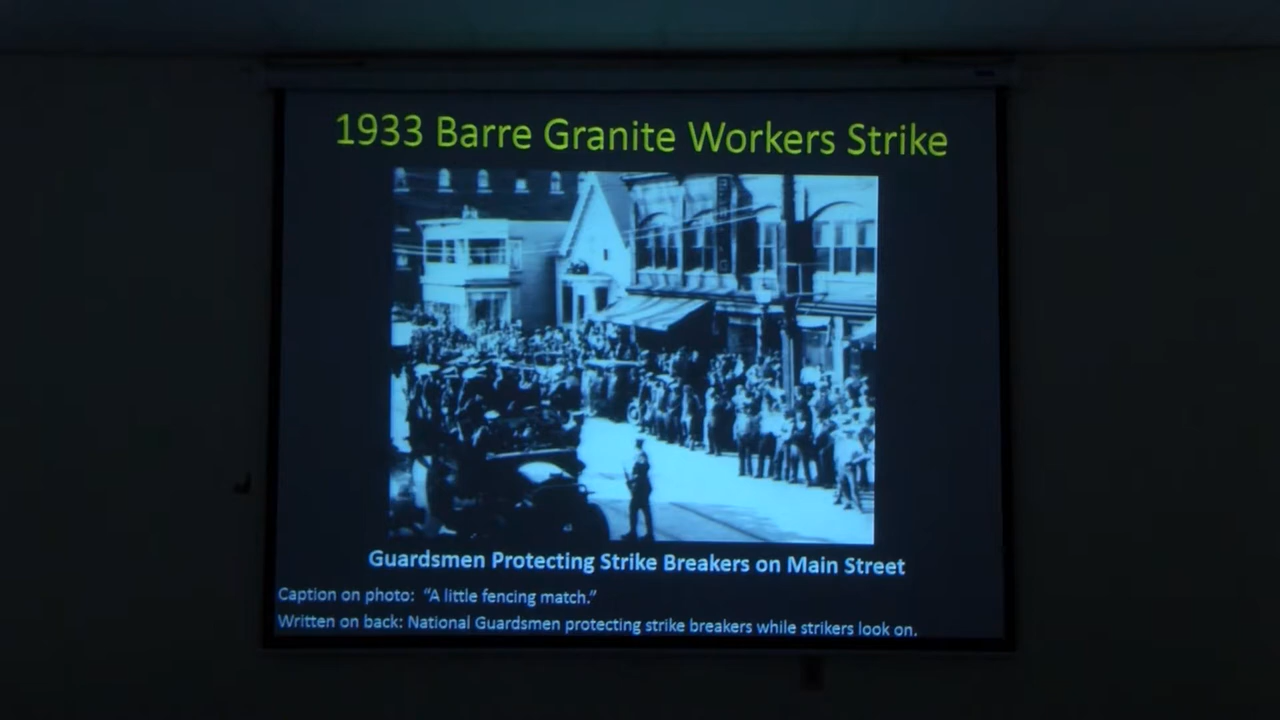 1933 Barre Granite Workers Strike
Guardsmen Protecting Strike Breakers on Main Street
Caption on photo: “A little fencing match.”
Written on back: National Guardsmen protecting strike breakers while strikers look on.